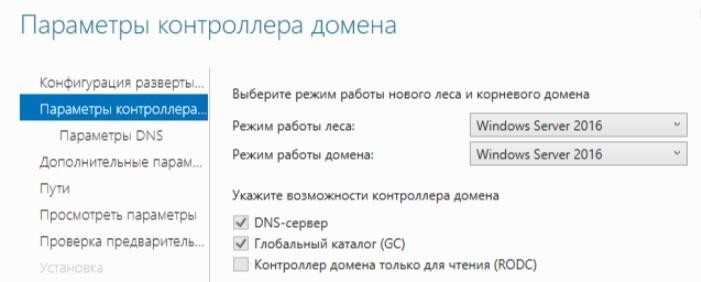 Параметры контроллера домена
Конфигурация разверты...
Параметры контроллера...
Параметры DNS
Дополнительные парам...
Пути
Просмотреть параметры
Проверка предваритель...
Установка
Выберите режим работы нового леса и корневого домена
Режим работы леса: Windows Server 2016
Режим работы домена: Windows Server 2016
Укажите возможности контроллера домена
DNS-сервер
Глобальный каталог (GC)
Контроллер домена только для чтения (RODC)